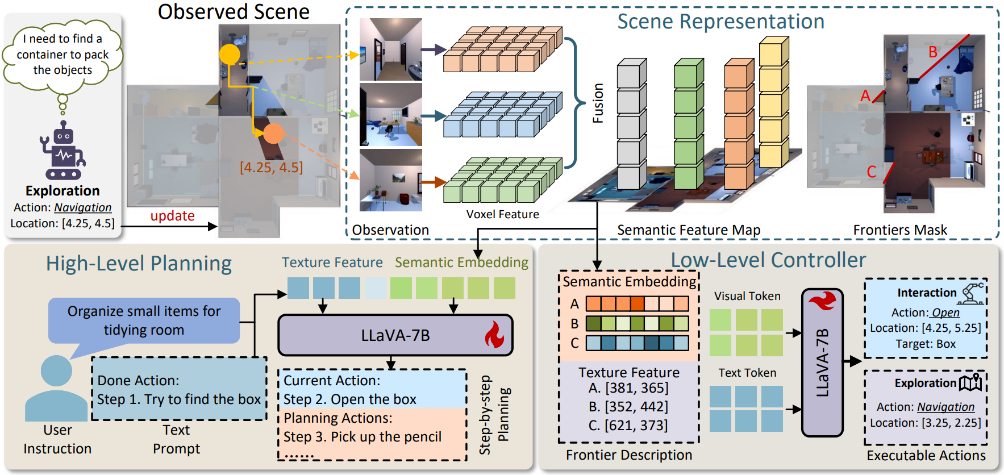 Observed Scene
I need to find a
container to pack
the objects
Exploration
Action: Navigation
Location: [4.25, 4.5]
update
[4.25, 4.5]
Scene Representation
Observation
Voxel Feature
Fusion
Semantic Feature Map
A
B
C
Frontiers Mask
High-Level Planning
Texture Feature
Semantic Embedding
Organize small items for
tidying room
LLaVA-7B
Done Action:
Step 1. Try to find the box
User
Instruction
Text
Prompt
Current Action:
Step 2. Open the box
Planning Actions:
Step 3. Pick up the pencil
......
Step-by-step
Planning
Low-Level Controller
Semantic Embedding
A
B
C
Texture Feature
A. [381, 365]
B. [352, 442]
C. [621, 373]
Frontier Description
Visual Token
Text Token
LLaVA-7B
Interaction
Action: Open
Location: [4.25, 5.25]
Target: Box
Exploration
Action: Navigation
Location: [3.25, 2.25]
Executable Actions